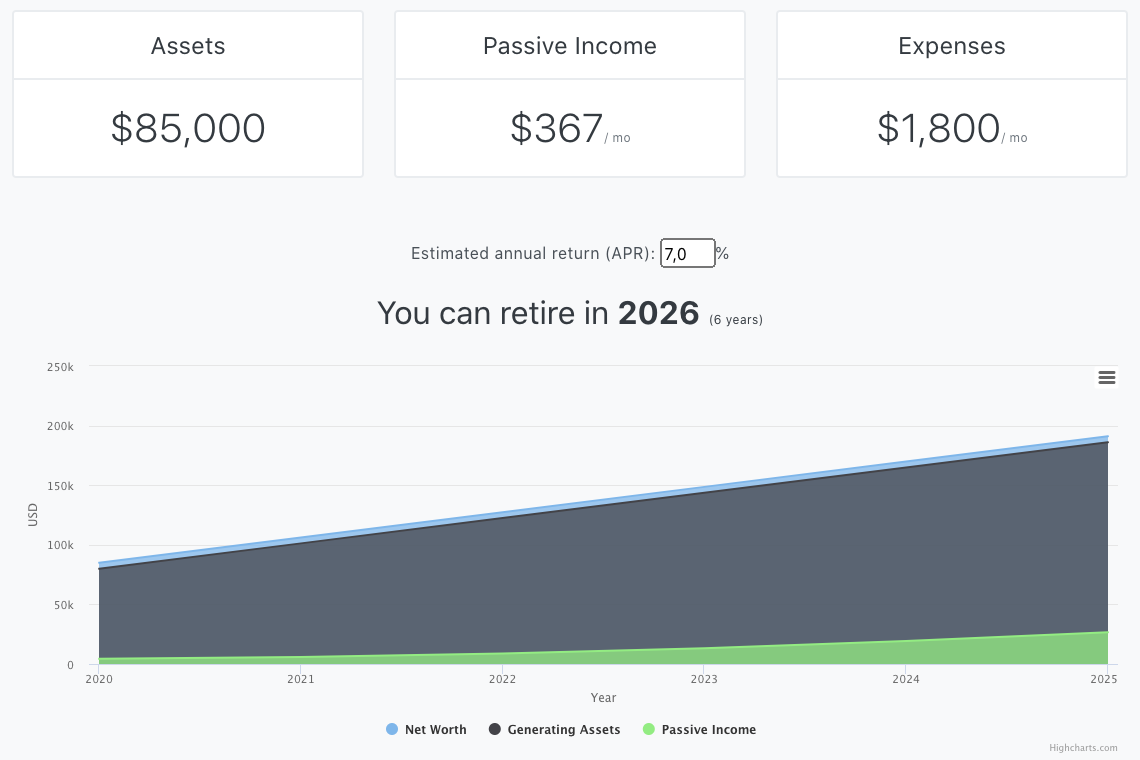 Assets
Passive Income
Expenses
$85,000
$367 / mo
$1,800 / mo
Estimated annual return (APR): 7,0 %
You can retire in 2026 (6 years)
250k
200k
150k
100k
50k
0
USD
2020 2021 2022 2023 2024 2025
Year
Net Worth Generating Assets Passive Income
Highcharts.com